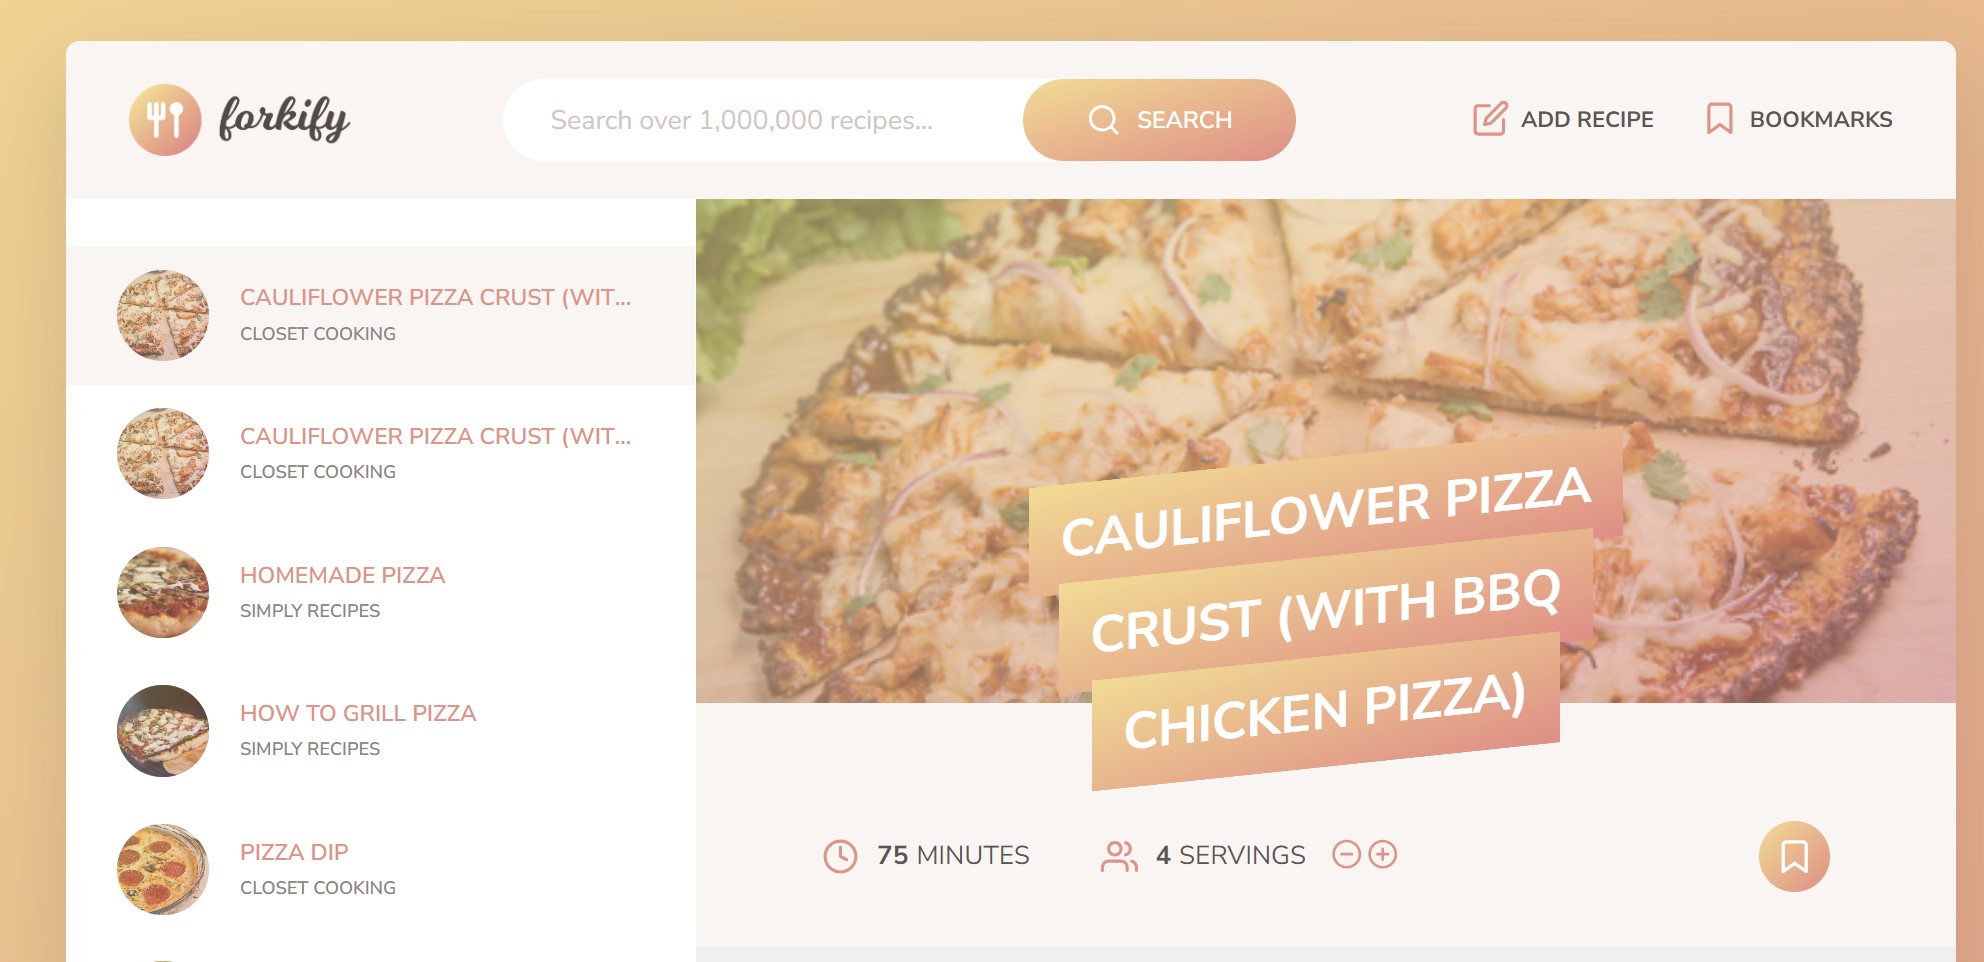 forkify
Search over 1,000,000 recipes...
SEARCH
ADD RECIPE
BOOKMARKS
CAULIFLOWER PIZZA CRUST (WIT...
CLOSET COOKING
CAULIFLOWER PIZZA CRUST (WIT...
CLOSET COOKING
HOMEMADE PIZZA
SIMPLY RECIPES
HOW TO GRILL PIZZA
SIMPLY RECIPES
PIZZA DIP
CLOSET COOKING
CAULIFLOWER PIZZA
CRUST (WITH BBQ
CHICKEN PIZZA)
75 MINUTES
4 SERVINGS